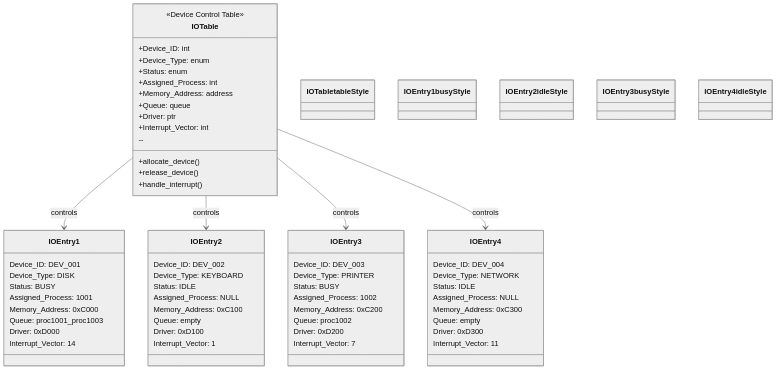 «Device Control Table»
IOTable
+Device_ID: int
+Device_Type: enum
+Status: enum
+Assigned_Process: int
+Memory_Address: address
+Queue: queue
+Driver: ptr
+Interrupt_Vector: int
--
+allocate_device()
+release_device()
+handle_interrupt()
IOTabletableStyle
IOEntry1busyStyle
IOEntry2idleStyle
IOEntry3busyStyle
IOEntry4idleStyle
controls
controls
controls
controls
IOEntry1
Device_ID: DEV_001
Device_Type: DISK
Status: BUSY
Assigned_Process: 1001
Memory_Address: 0xC000
Queue: proc1001_proc1003
Driver: 0xD000
Interrupt_Vector: 14
IOEntry2
Device_ID: DEV_002
Device_Type: KEYBOARD
Status: IDLE
Assigned_Process: NULL
Memory_Address: 0xC100
Queue: empty
Driver: 0xD100
Interrupt_Vector: 1
IOEntry3
Device_ID: DEV_003
Device_Type: PRINTER
Status: BUSY
Assigned_Process: 1002
Memory_Address: 0xC200
Queue: proc1002
Driver: 0xD200
Interrupt_Vector: 7
IOEntry4
Device_ID: DEV_004
Device_Type: NETWORK
Status: IDLE
Assigned_Process: NULL
Memory_Address: 0xC300
Queue: empty
Driver: 0xD300
Interrupt_Vector: 11